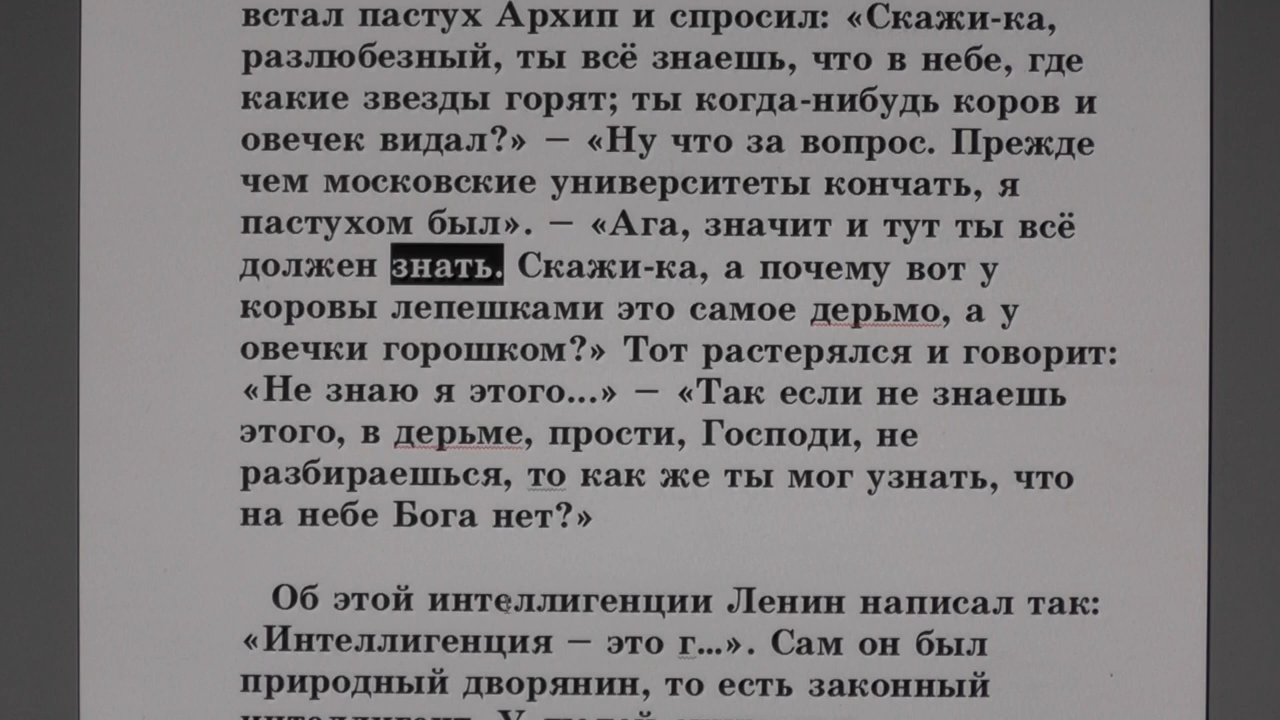 встал пастух Архип и спросил: «Скажи-ка,
разлюбезный, ты всё знаешь, что в небе, где
какие звезды горят; ты когда-нибудь коров и
овечек видал?» — «Ну что за вопрос. Прежде
чем московские университеты кончать, я
пастухом был». — «Ага, значит и тут ты всё
должен знать. Скажи-ка, а почему вот у
коровы лепешками это самое дерьмо, а у
овечки горошком?» Тот растерялся и говорит:
«Не знаю я этого...» — «Так если не знаешь
этого, в дерьме, прости, Господи, не
разбираешься, то как же ты мог узнать, что
на небе Бога нет?»
Об этой интеллигенции Ленин написал так:
«Интеллигенция — это г...». Сам он был
природный дворянин, то есть законный